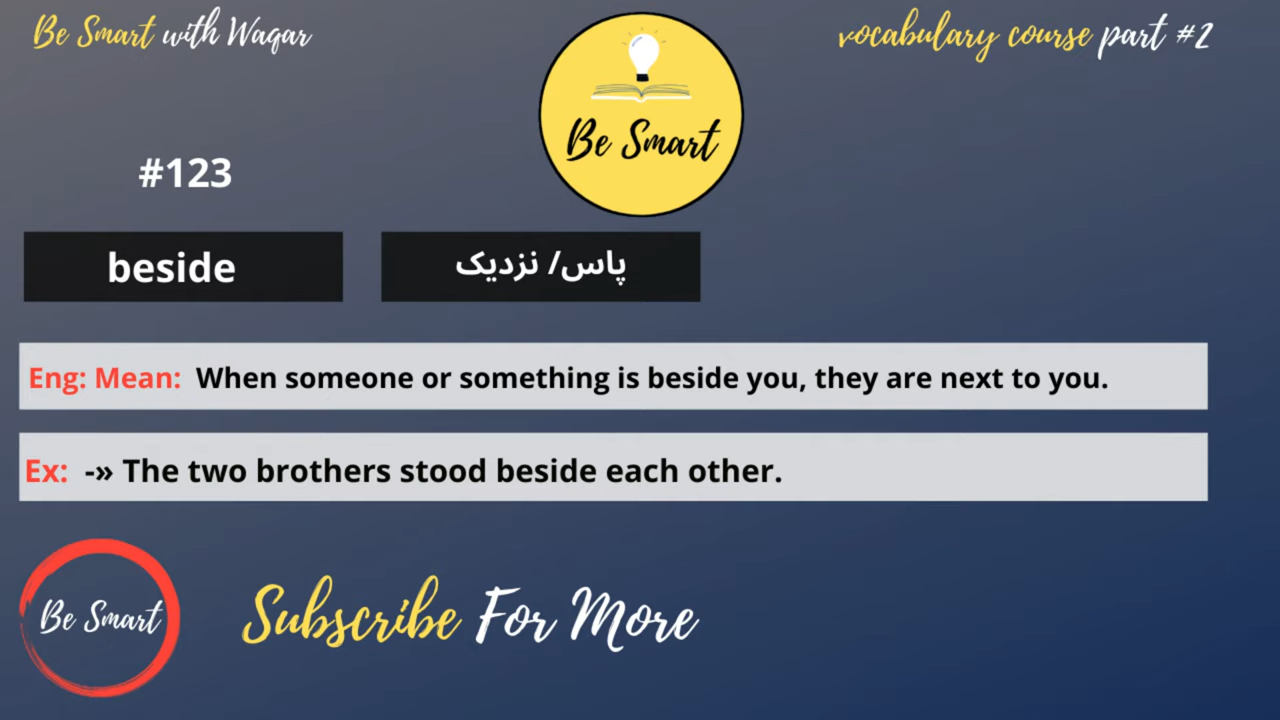 Be Smart with Waqar
vocabulary course part #2
Be Smart
#123
beside
پاس/ نزدیک
Eng: Mean: When someone or something is beside you, they are next to you.
Ex: -» The two brothers stood beside each other.
Be Smart
Subscribe For More